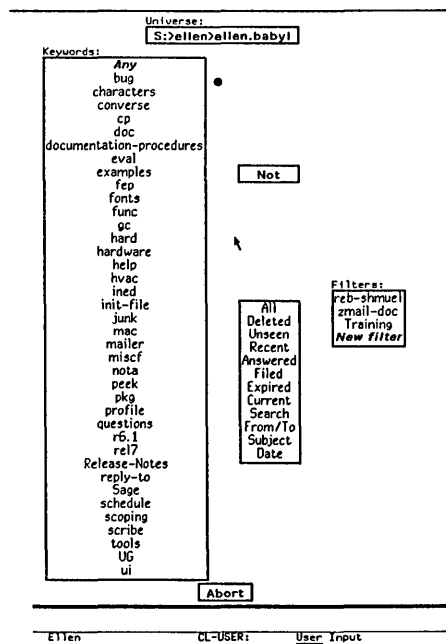 Universe:
S:>ellen>ellen.babyl
Keywords:
Any
bug
characters
converse
cp
doc
documentation-procedures
eval
examples
fep
fonts
func
gc
hard
hardware
help
hvac
ined
init-file
junk
mac
mailer
miscf
nota
peek
pkg
profile
questions
r6.1
rel7
Release-Notes
reply-to
Sage
schedule
scoping
scribe
tools
UG
ui
Not
All
Deleted
Unseen
Recent
Answered
Filed
Expired
Current
Search
From/To
Subject
Date
Filters:
reb-shmuel
zmail-doc
Training
New filter
Abort
Ellen CL-USER: User Input